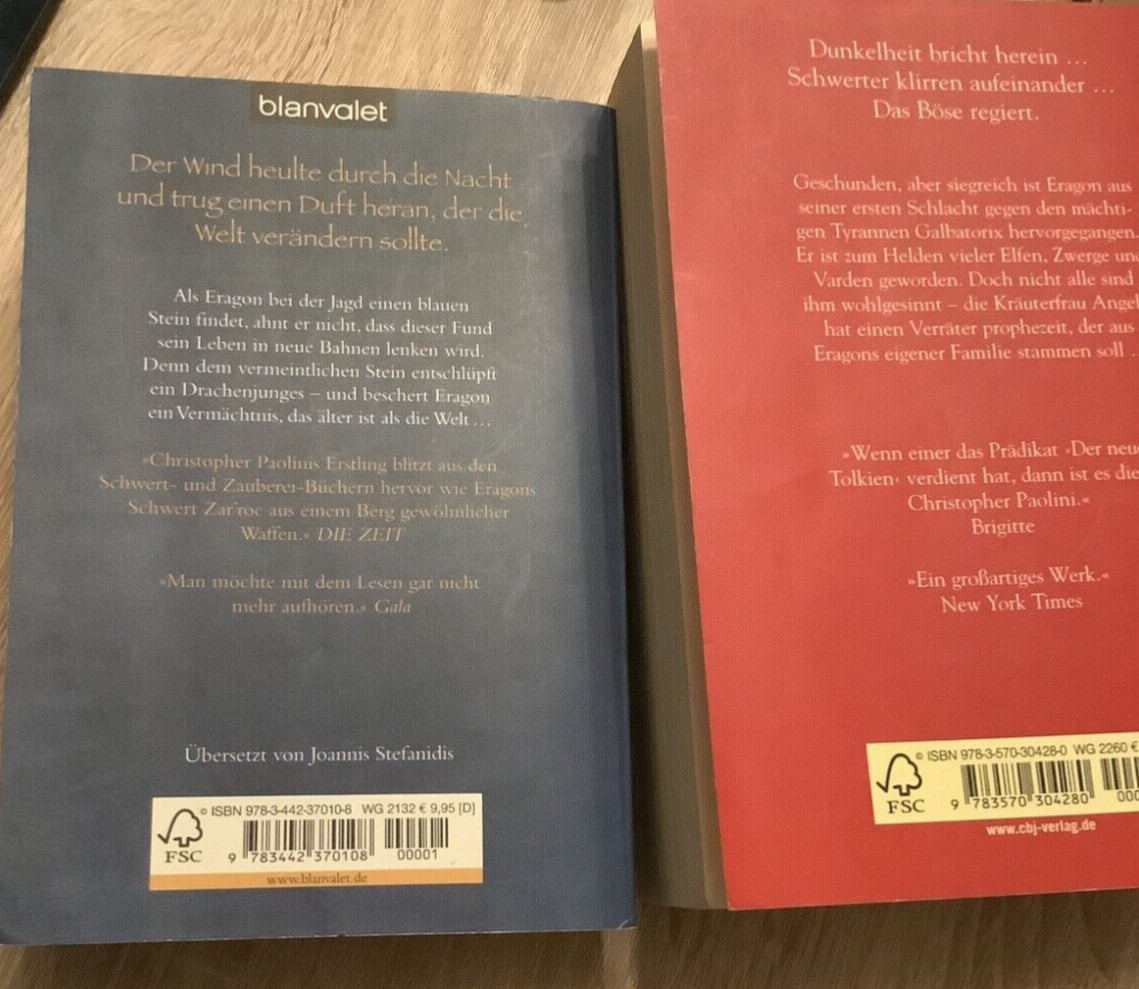 blanvalet
Der Wind heulte durch die Nacht
und trug einen Duft heran, der die
Welt verändern sollte.
Als Eragon bei der Jagd einen blauen
Stein findet, ahnt er nicht, dass dieser Fund
sein Leben in neue Bahnen lenken wird.
Denn dem vermeintlichen Stein entschlüpft
ein Drachenjunges – und beschert Eragon
ein Vermächtnis, das älter ist als die Welt ...
»Christopher Paolinis Erstling blitzt aus den
Schwert- und Zauberei-Büchern hervor wie Eragons
Schwert Zar'roc aus einem Berg gewöhnlicher
Waffen.« DIE ZEIT
»Man möchte mit dem Lesen gar nicht
mehr aufhören.« Gala
Übersetzt von Joannis Stefanidis
© ISBN 978-3-442-37010-8 WG 2132 € 9,95 [D]
FSC
9 783442 370108 00001
www.blanvalet.de
Dunkelheit bricht herein ...
Schwerter klirren aufeinander ...
Das Böse regiert.
Geschunden, aber siegreich ist Eragon aus
seiner ersten Schlacht gegen den mächti-
gen Tyrannen Galbatorix hervorgegangen.
Er ist zum Helden vieler Elfen, Zwerge und
Varden geworden. Doch nicht alle sind
ihm wohlgesinnt – die Kräuterfrau Angel
hat einen Verräter prophezeit, der aus
Eragons eigener Familie stammen soll .
»Wenn einer das Prädikat ›Der neue
Tolkien‹ verdient hat, dann ist es die
Christopher Paolini.«
Brigitte
»Ein großartiges Werk.«
New York Times
© ISBN 978-3-570-30428-0 WG 2260 €
FSC
9 783570 304280 000
www.cbj-verlag.de